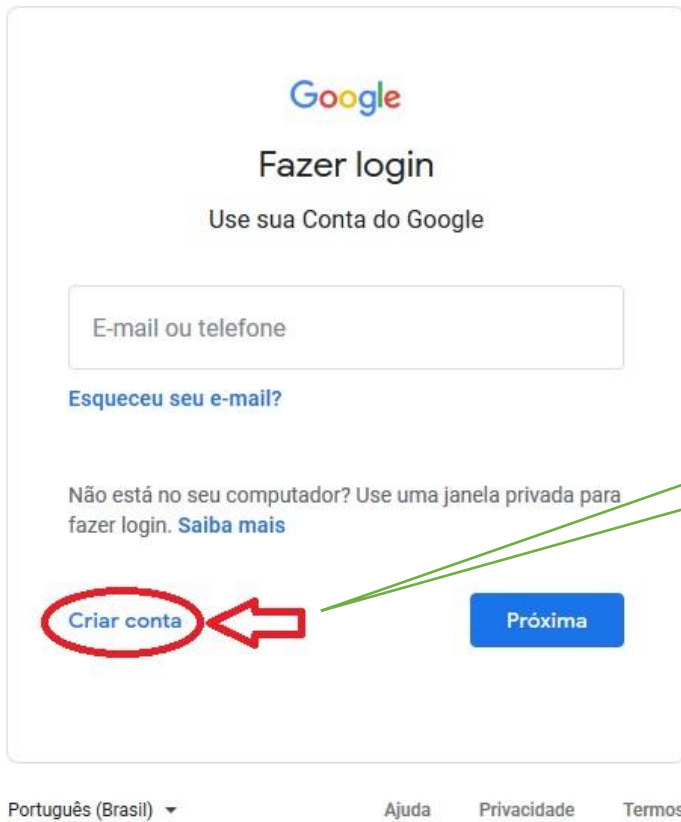 Google
Fazer login
Use sua Conta do Google
E-mail ou telefone
Esqueceu seu e-mail?
Não está no seu computador? Use uma janela privada para
fazer login. Saiba mais
Criar conta
Próxima
Português (Brasil)
Ajuda
Privacidade
Termos